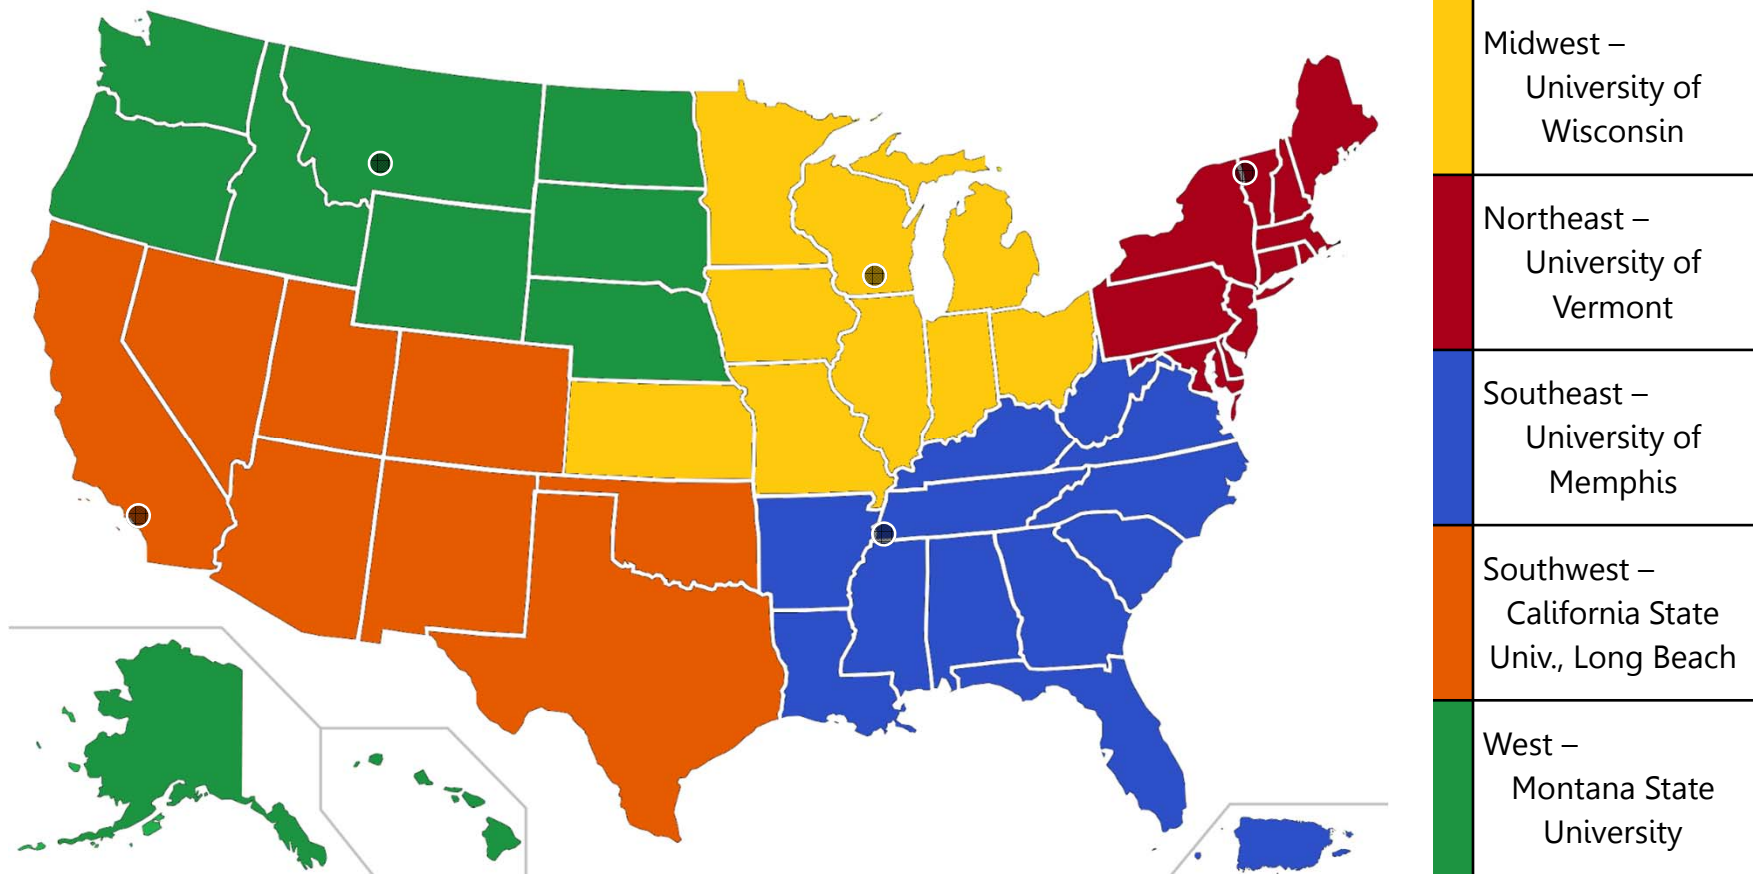 Midwest –
University of
Wisconsin
Northeast –
University of
Vermont
Southeast –
University of
Memphis
Southwest –
California State
Univ., Long Beach
West –
Montana State
University